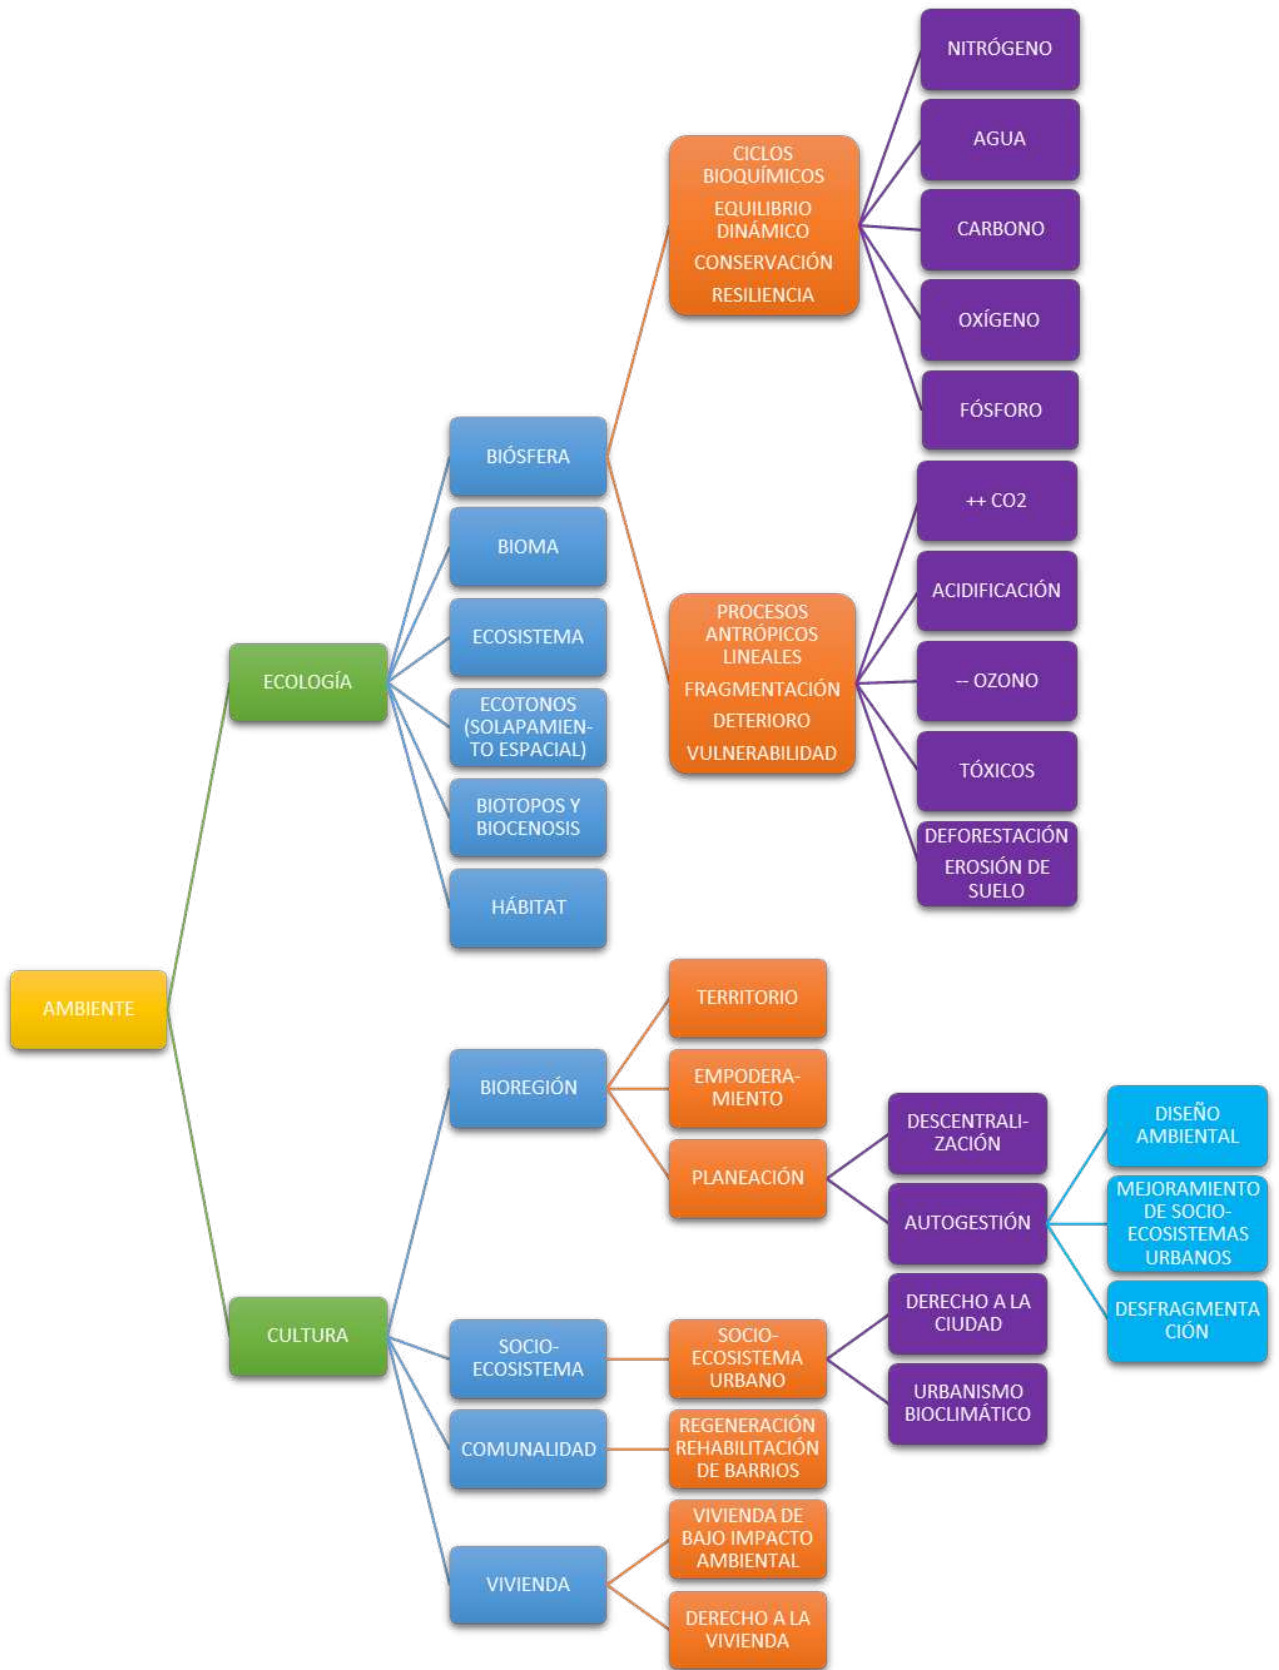 AMBIENTE
ECOLOGÍA
BIÓSFERA
CICLOS
BIOQUÍMICOS
EQUILIBRIO
DINÁMICO
CONSERVACIÓN
RESILIENCIA
NITRÓGENO
AGUA
CARBONO
OXÍGENO
FÓSFORO
PROCESOS
ANTRÓPICOS
LINEALES
FRAGMENTACIÓN
DETERIORO
VULNERABILIDAD
++ CO2
ACIDIFICACIÓN
-- OZONO
TÓXICOS
DEFORESTACIÓN
EROSIÓN DE
SUELO
BIOMA
ECOSISTEMA
ECOTONOS
(SOLAPAMIEN-
TO ESPACIAL)
BIOTOPOS Y
BIOCENOSIS
HÁBITAT
CULTURA
BIOREGIÓN
TERRITORIO
EMPODERA-
MIENTO
PLANEACIÓN
DESCENTRALI-
ZACIÓN
AUTOGESTIÓN
DISEÑO
AMBIENTAL
MEJORAMIENTO
DE SOCIO-
ECOSISTEMAS
URBANOS
DESFRAGMENTA
CIÓN
SOCIO-
ECOSISTEMA
SOCIO-
ECOSISTEMA
URBANO
DERECHO A LA
CIUDAD
URBANISMO
BIOCLIMÁTICO
COMUNALIDAD
REGENERACIÓN
REHABILITACIÓN
DE BARRIOS
VIVIENDA
VIVIENDA DE
BAJO IMPACTO
AMBIENTAL
DERECHO A LA
VIVIENDA